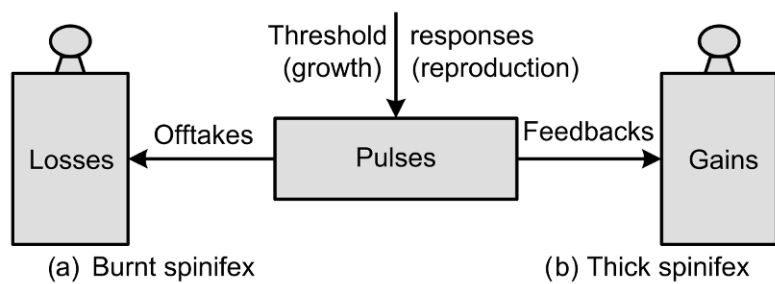 Threshold responses
(growth) (reproduction)
Offtakes Feedbacks
Losses Pulses Gains
(a) Burnt spinifex (b) Thick spinifex